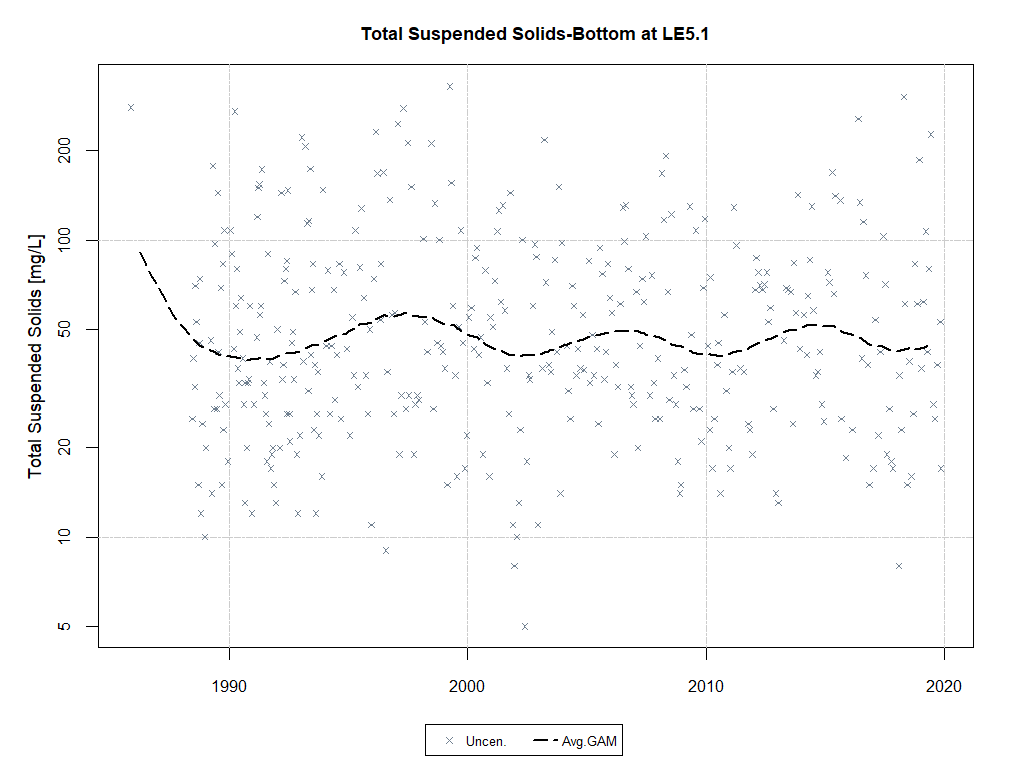 Total Suspended Solids-Bottom at LE5.1
Total Suspended Solids [mg/L]
200
100
50
20
10
5
1990 2000 2010 2020
Uncen. Avg.GAM